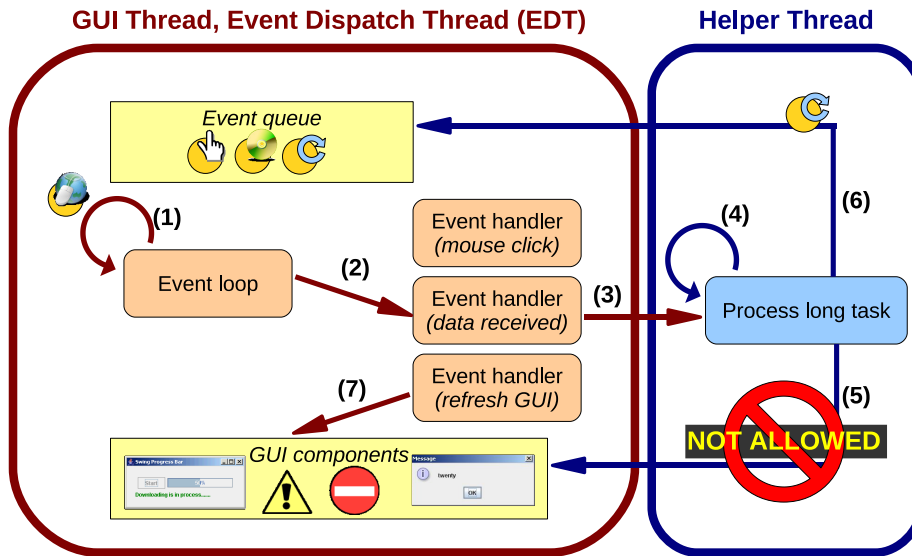 GUI Thread, Event Dispatch Thread (EDT)
Helper Thread
Event queue
(1)
Event loop
(2)
Event handler
(mouse click)
Event handler
(data received)
(3)
Event handler
(refresh GUI)
(4)
Process long task
(6)
(5)
NOT ALLOWED
(7)
GUI components
Swing Progress Bar
Start
Downloading is in process.......
Message
twenty
OK